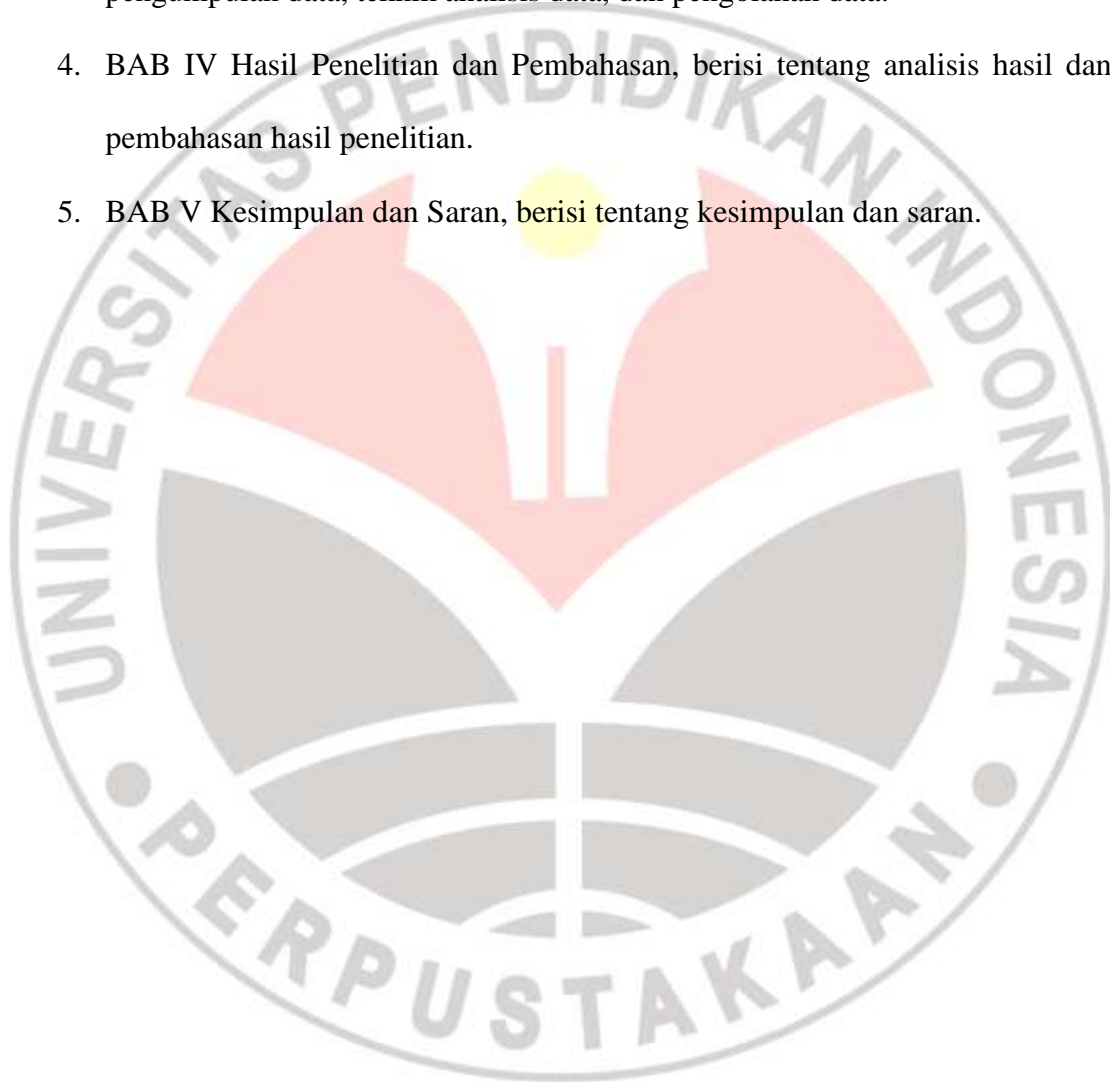 pengumpulan data, teknik analisis data, dan pengolahan data.
4. BAB IV Hasil Penelitian dan Pembahasan, berisi tentang analisis hasil dan
pembahasan hasil penelitian.
5. BAB V Kesimpulan dan Saran, berisi tentang kesimpulan dan saran.
UNIVERSITAS PENDIDIKAN INDONESIA
PERPUSTAKAAN